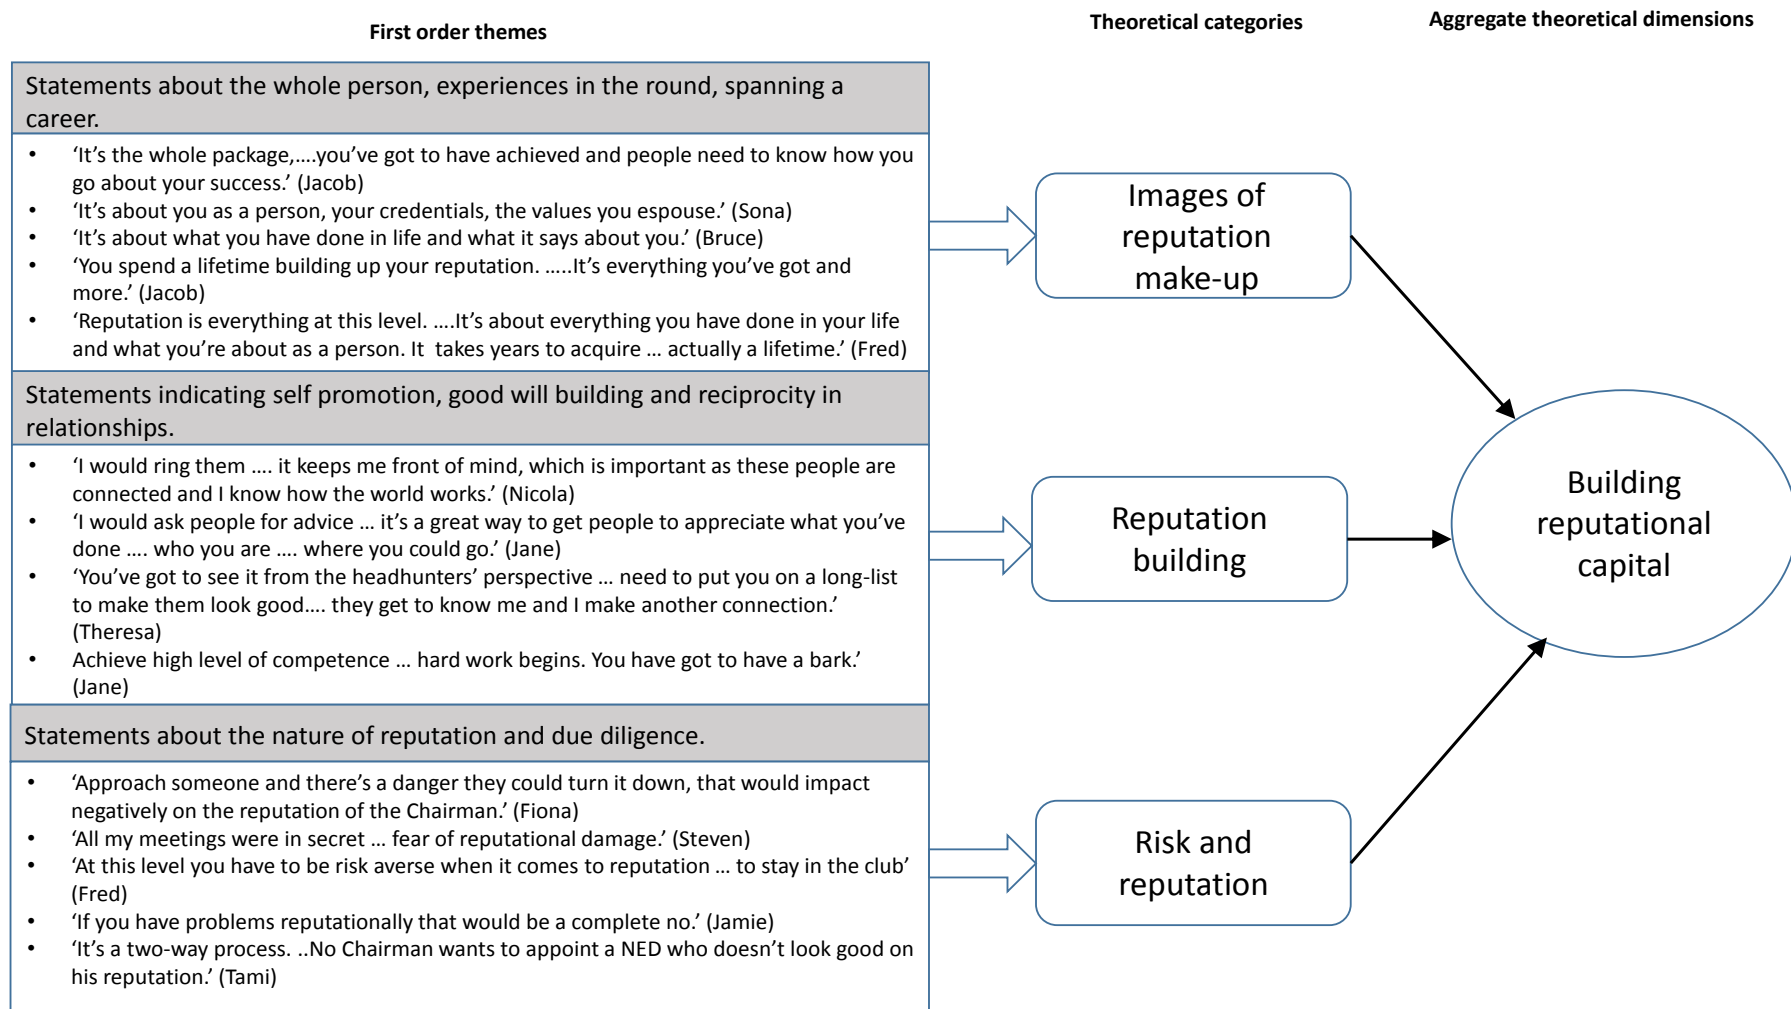 First order themes
Theoretical categories
Aggregate theoretical dimensions
Statements about the whole person, experiences in the round, spanning a
career.
• ‘It’s the whole package,....you’ve got to have achieved and people need to know how you
go about your success.’ (Jacob)
• ‘It’s about you as a person, your credentials, the values you espouse.’ (Sona)
• ‘It’s about what you have done in life and what it says about you.’ (Bruce)
• ‘You spend a lifetime building up your reputation. .....It’s everything you’ve got and
more.’ (Jacob)
• ‘Reputation is everything at this level. ....It’s about everything you have done in your life
and what you’re about as a person. It  takes years to acquire ... actually a lifetime.’ (Fred)
Statements indicating self promotion, good will building and reciprocity in
relationships.
• ‘I would ring them .... it keeps me front of mind, which is important as these people are
connected and I know how the world works.’ (Nicola)
• ‘I would ask people for advice ... it’s a great way to get people to appreciate what you’ve
done .... who you are .... where you could go.’ (Jane)
• ‘You’ve got to see it from the headhunters’ perspective ... need to put you on a long-list
to make them look good.... they get to know me and I make another connection.’
(Theresa)
• Achieve high level of competence ... hard work begins. You have got to have a bark.’
(Jane)
Statements about the nature of reputation and due diligence.
• ‘Approach someone and there’s a danger they could turn it down, that would impact
negatively on the reputation of the Chairman.’ (Fiona)
• ‘All my meetings were in secret ... fear of reputational damage.’ (Steven)
• ‘At this level you have to be risk averse when it comes to reputation ... to stay in the club’
(Fred)
• ‘If you have problems reputationally that would be a complete no.’ (Jamie)
• ‘It’s a two-way process. ..No Chairman wants to appoint a NED who doesn’t look good on
his reputation.’ (Tami)
Images of
reputation
make-up
Reputation
building
Risk and
reputation
Building
reputational
capital